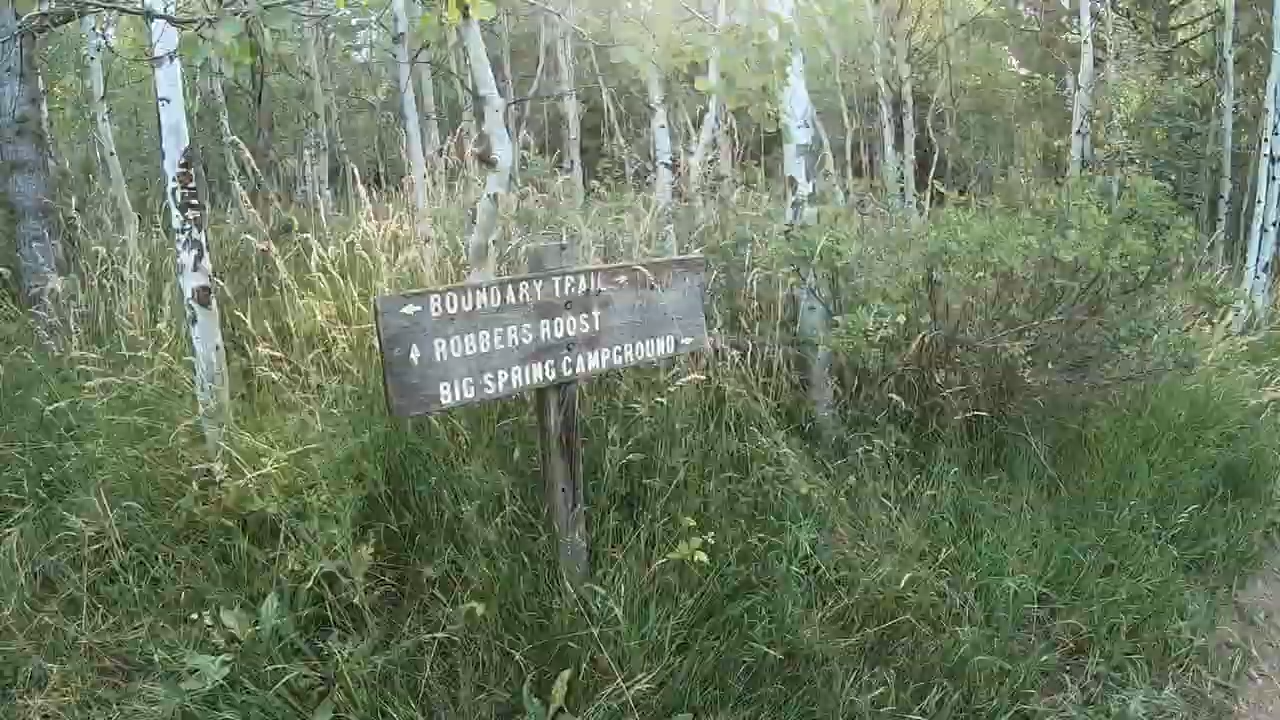 ← BOUNDARY TRAIL →
↑ ROBBERS ROOST
BIG SPRING CAMPGROUND →